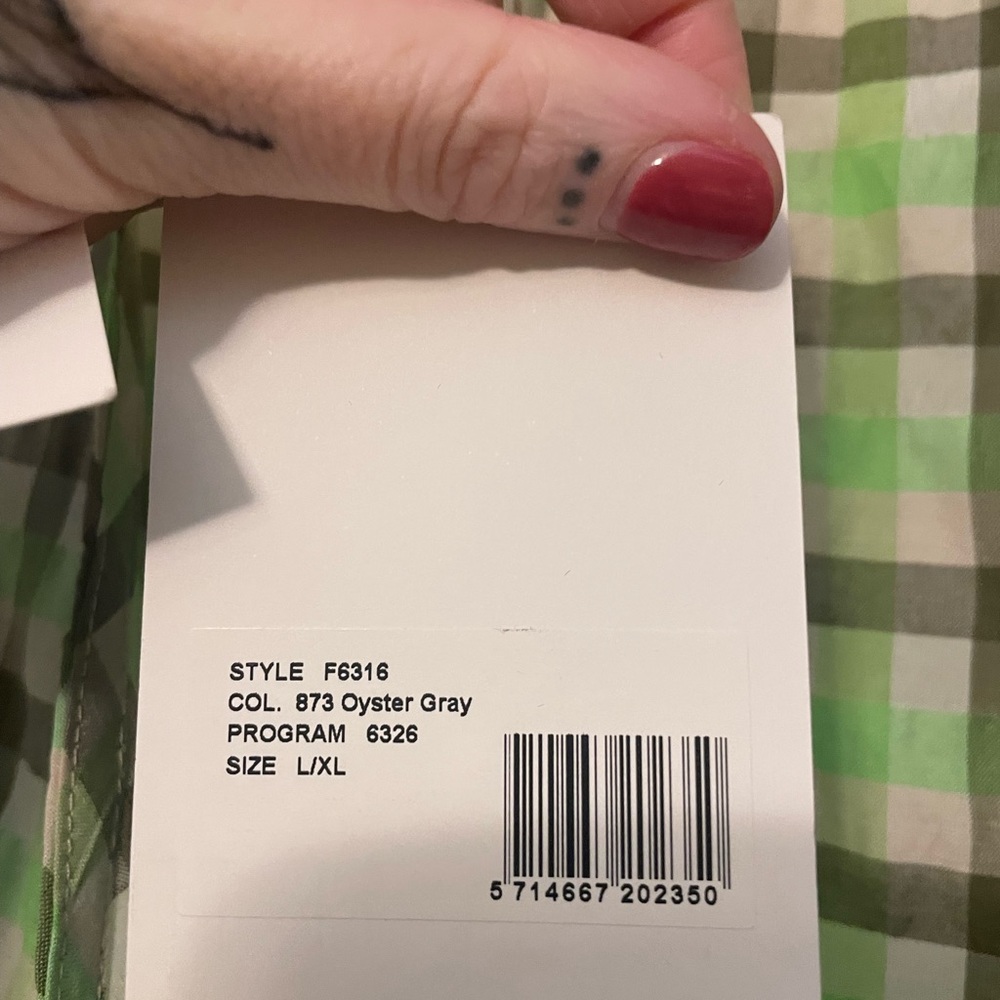 STYLE F6316
COL. 873 Oyster Gray
PROGRAM 6326
SIZE L/XL
5 714667 202350